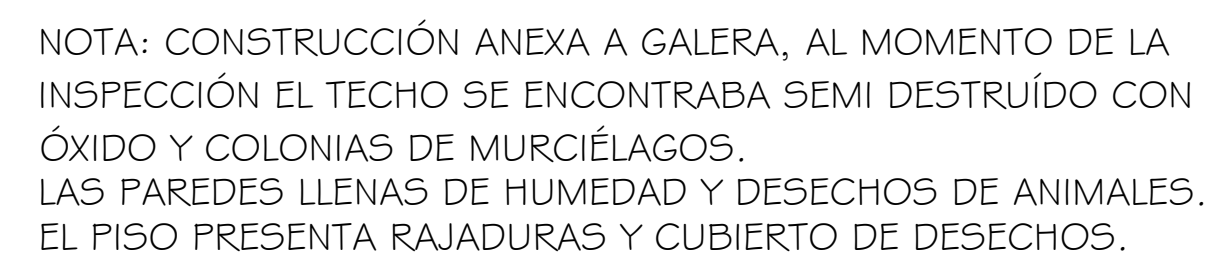 NOTA: CONSTRUCCIÓN ANEXA A GALERA, AL MOMENTO DE LA
INSPECCIÓN EL TECHO SE ENCONTRABA SEMI DESTRUÍDO CON
ÓXIDO Y COLONIAS DE MURCIÉLAGOS.
LAS PAREDES LLENAS DE HUMEDAD Y DESECHOS DE ANIMALES.
EL PISO PRESENTA RAJADURAS Y CUBIERTO DE DESECHOS.